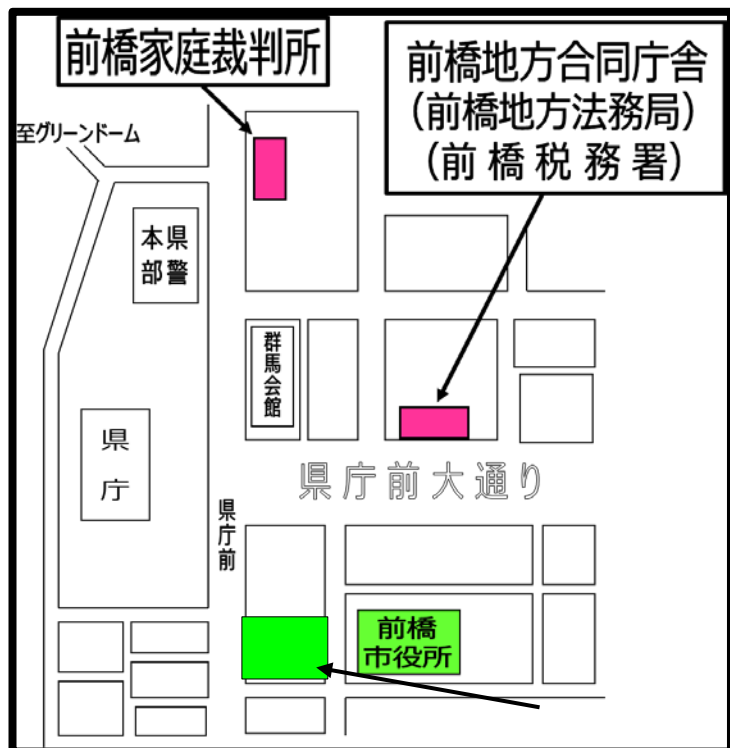 前橋家庭裁判所
前橋地方合同庁舎
（前橋地方法務局）
（前橋税務署）
至グリーンドーム
県警
本部
群馬会館
県庁
県庁前大通り
県庁前
前橋
市役所